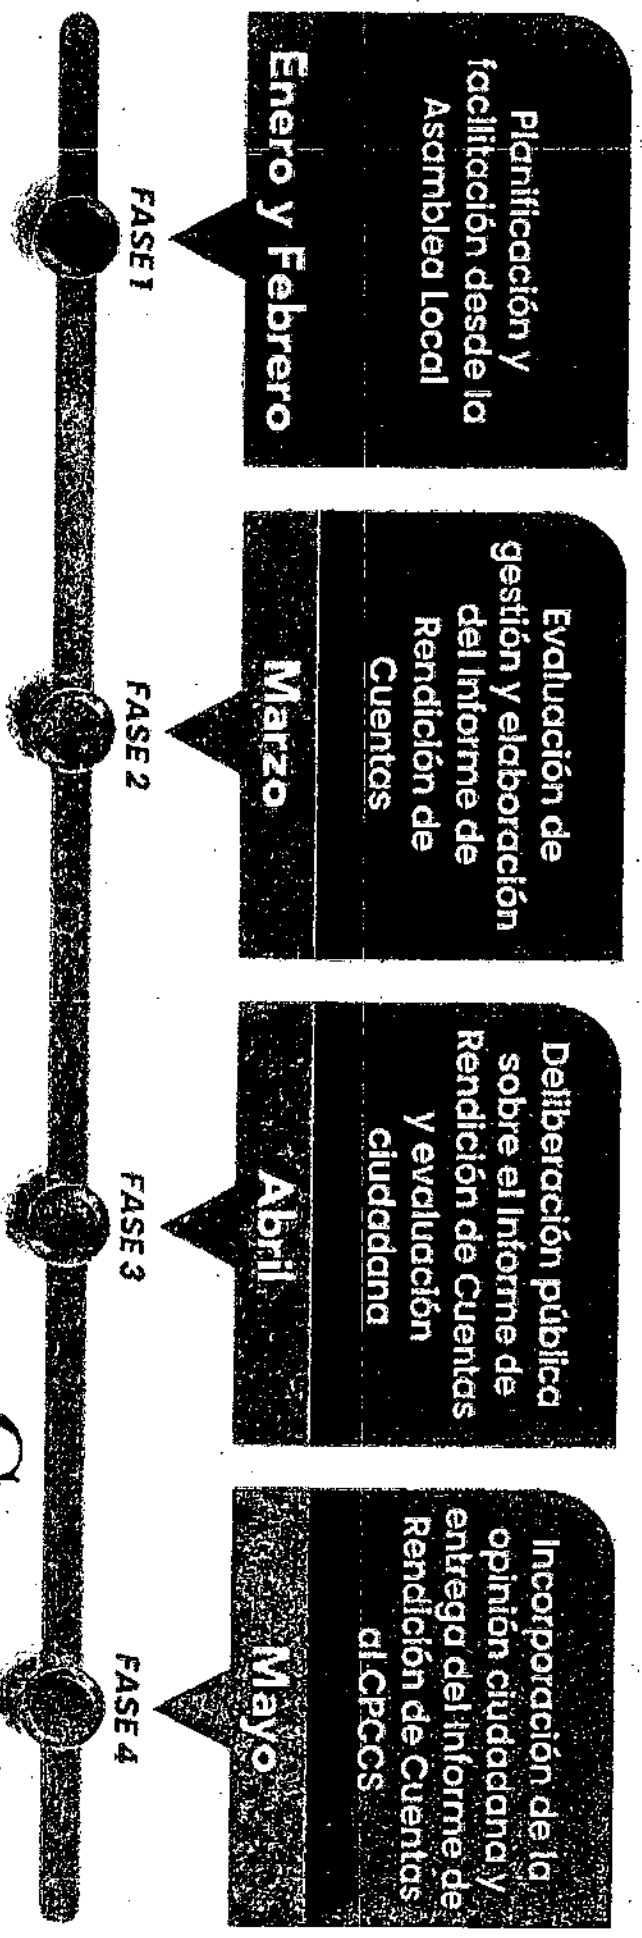 Planificación y
facilitación desde la
Asamblea Local
Enero y Febrero
FASE 1
Evaluación de
gestión y elaboración
del Informe de
Rendición de
Cuentas
Marzo
FASE 2
Deliberación pública
sobre el Informe de
Rendición de Cuentas
y evaluación
ciudadana
Abril
FASE 3
Incorporación de la
opinión ciudadana y
entrega del Informe de
Rendición de Cuentas
al CPCCS
Mayo
FASE 4